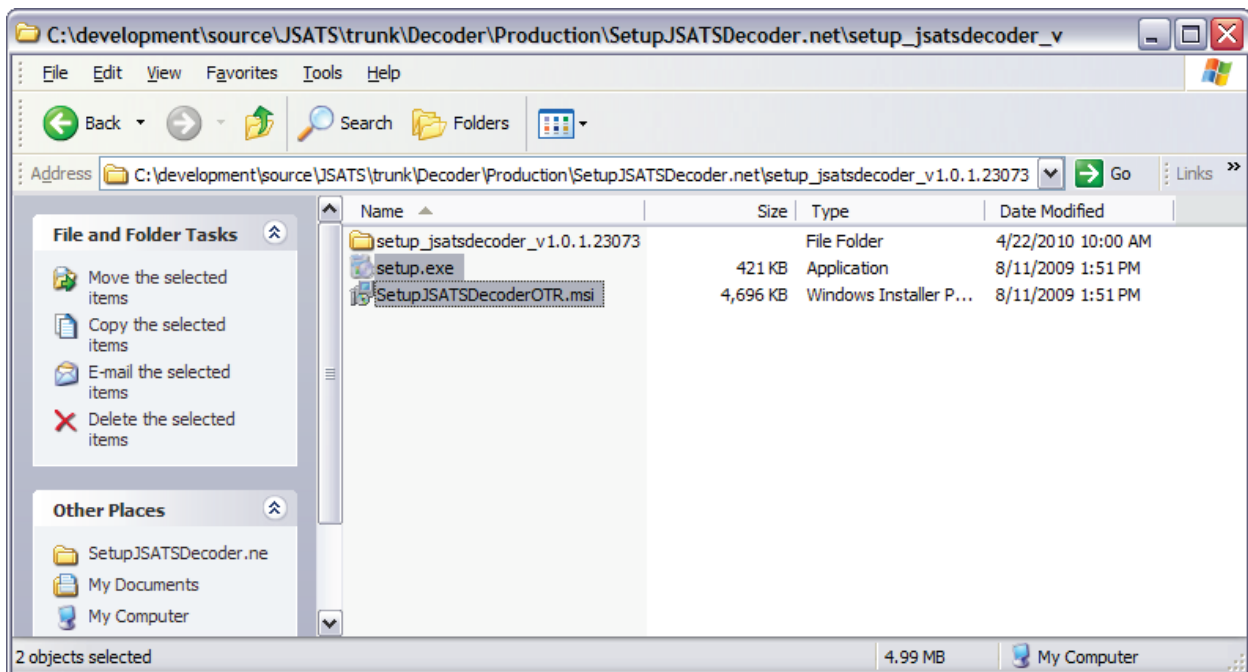 C:\development\source\JSATS\trunk\Decoder\Production\SetupJSATSDecoder.net\setup_jsatsdecoder_v
File Edit View Favorites Tools Help
Back Search Folders
Address C:\development\source\JSATS\trunk\Decoder\Production\SetupJSATSDecoder.net\setup_jsatsdecoder_v1.0.1.23073 Go Links »
Name Size Type Date Modified
setup_jsatsdecoder_v1.0.1.23073 File Folder 4/22/2010 10:00 AM
setup.exe 421 KB Application 8/11/2009 1:51 PM
SetupJSATSDecoderOTR.msi 4,696 KB Windows Installer P... 8/11/2009 1:51 PM
File and Folder Tasks
Move the selected
items
Copy the selected
items
E-mail the selected
items
Delete the selected
items
Other Places
SetupJSATSDecoder.ne
My Documents
My Computer
2 objects selected 4.99 MB My Computer